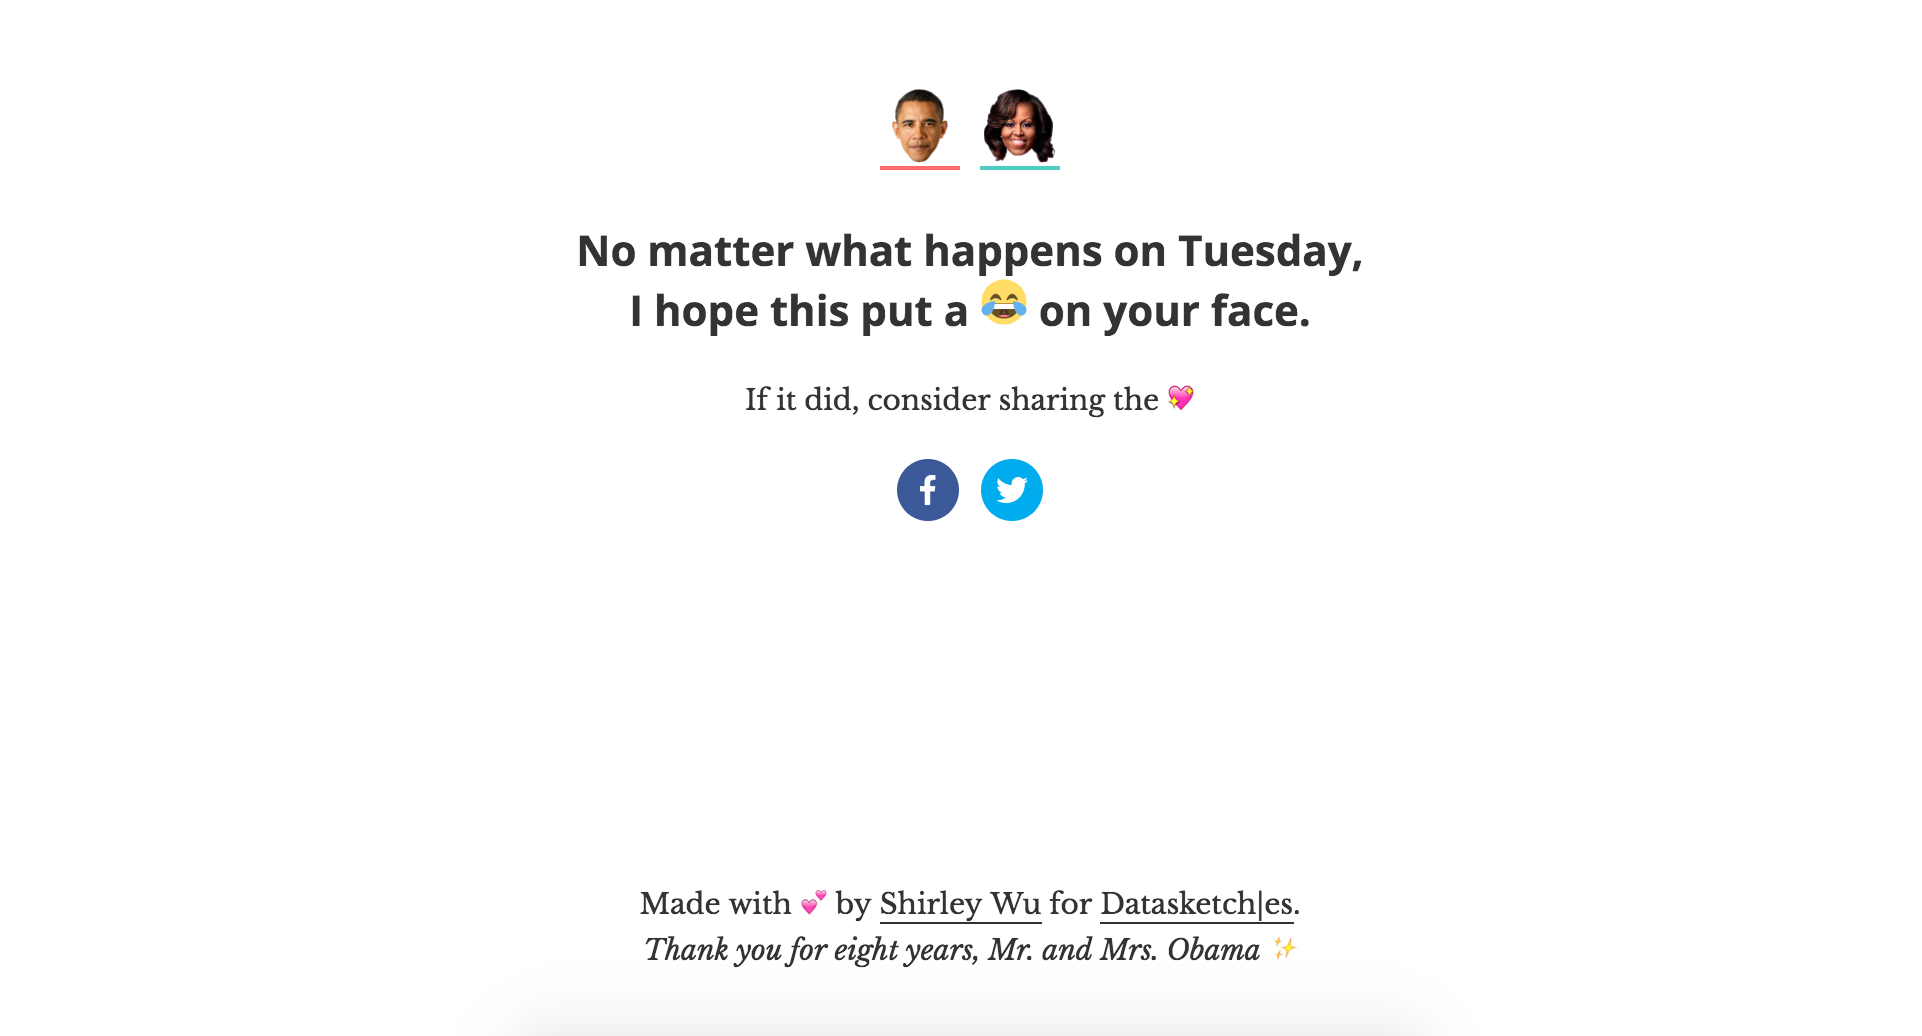 No matter what happens on Tuesday,
I hope this put a 😂 on your face.
If it did, consider sharing the 💖
Made with 💕 by Shirley Wu for Datasketch|es.
Thank you for eight years, Mr. and Mrs. Obama ✨